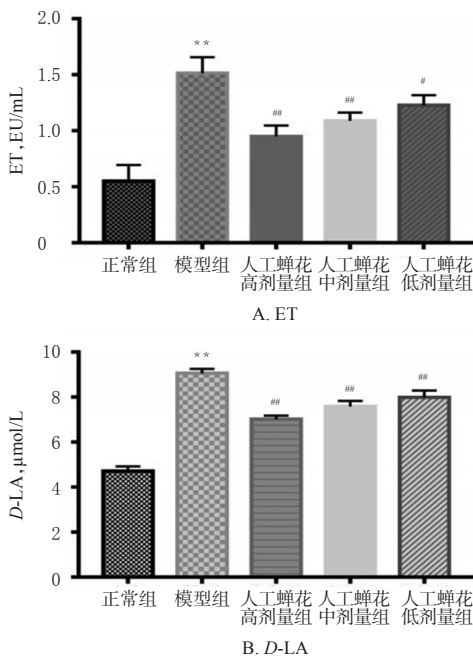 2.0
1.5
1.0
0.5
0
ET,EU/mL
**
##
##
#
正常组 模型组 人工蝉花 人工蝉花 人工蝉花
高剂量组 中剂量组 低剂量组
A. ET
10
8
6
4
2
0
D-LA,μmol/L
**
##
##
##
正常组 模型组 人工蝉花 人工蝉花 人工蝉花
高剂量组 中剂量组 低剂量组
B. D-LA